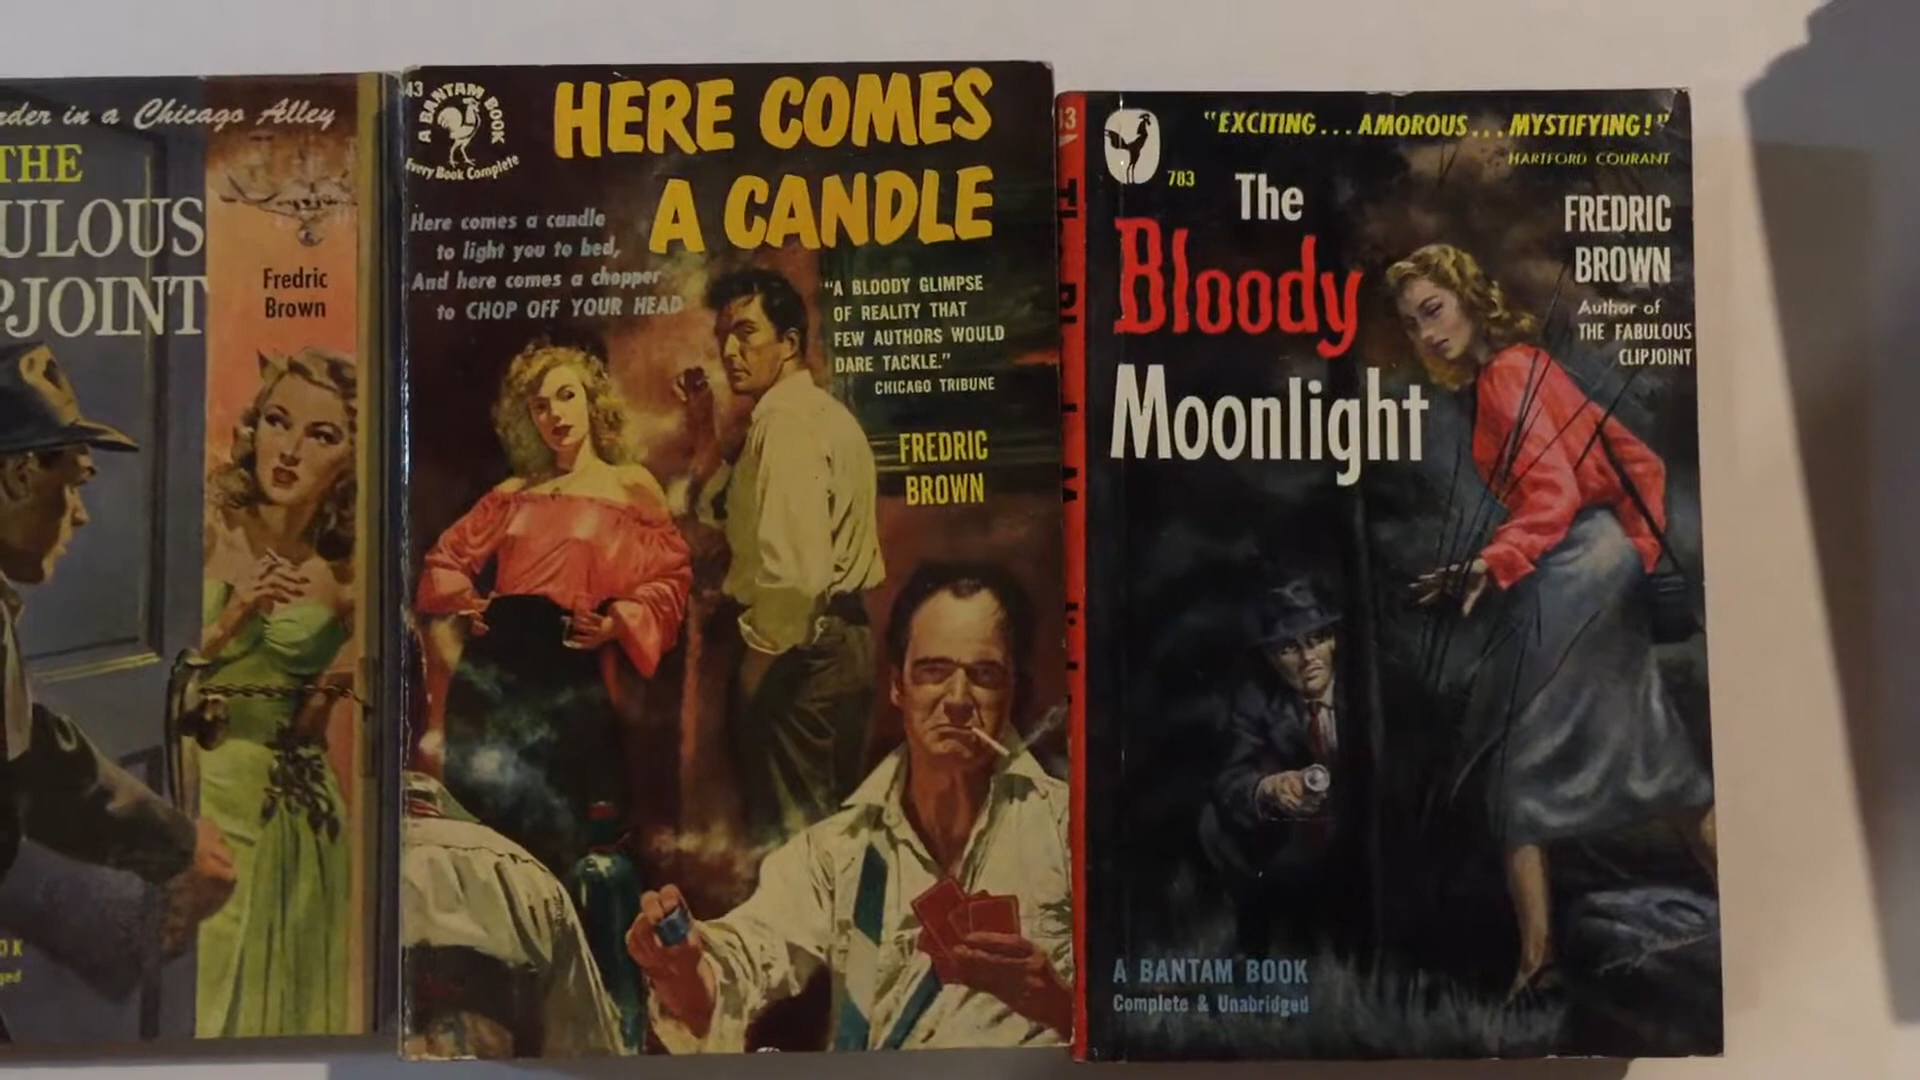 der in a Chicago Alley
THE
ULOUS
PJOINT
Fredric
Brown
43
A BANTAM BOOK
Every Book Complete
HERE COMES
A CANDLE
Here comes a candle
to light you to bed,
And here comes a chopper
to CHOP OFF YOUR HEAD
"A BLOODY GLIMPSE
OF REALITY THAT
FEW AUTHORS WOULD
DARE TACKLE."
CHICAGO TRIBUNE
FREDRIC
BROWN
"EXCITING...AMOROUS...MYSTIFYING!"
HARTFORD COURANT
783
The
Bloody
Moonlight
FREDRIC
BROWN
Author of
THE FABULOUS
CLIPJOINT
A BANTAM BOOK
Complete & Unabridged